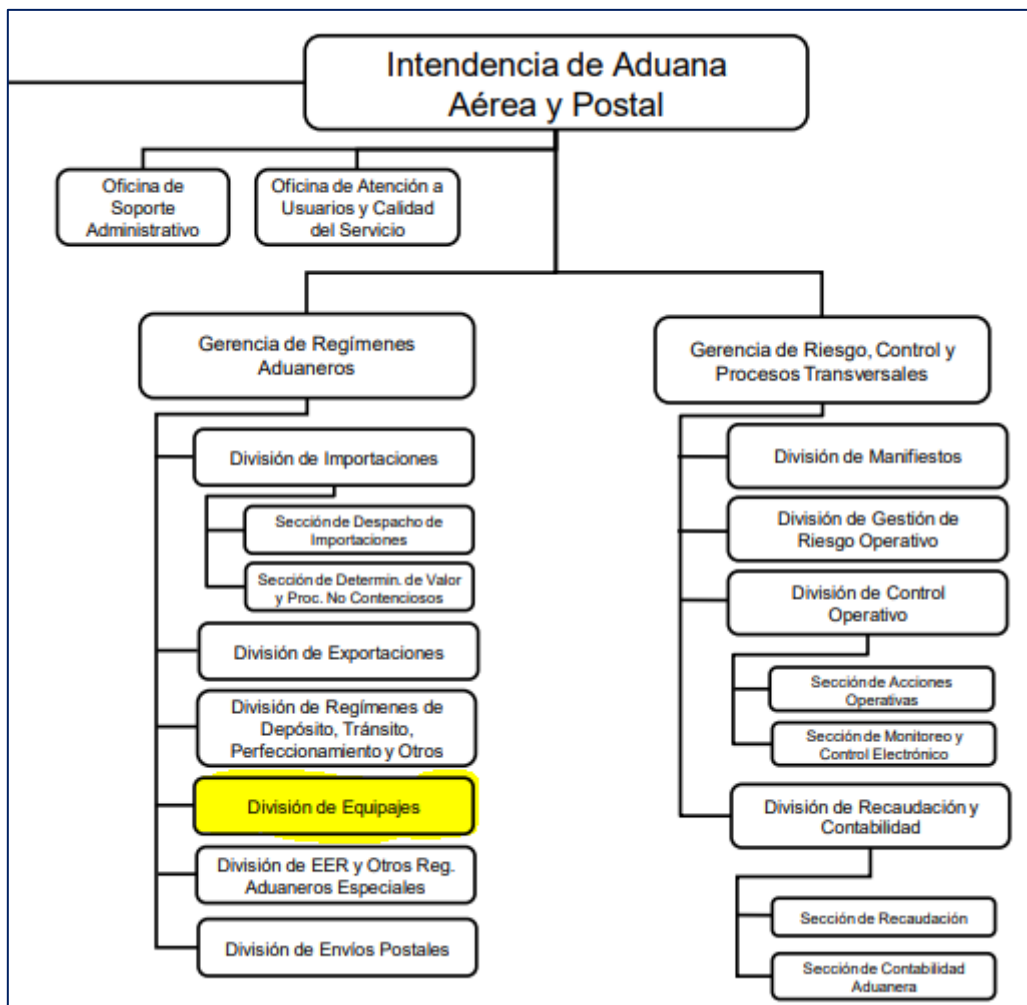 Intendencia de Aduana
Aérea y Postal
Oficina de
Soporte
Administrativo
Oficina de Atención a
Usuarios y Calidad
del Servicio
Gerencia de Regímenes
Aduaneros
División de Importaciones
Sección de Despacho de
Importaciones
Sección de Determin. de Valor
y Proc. No Contenciosos
División de Exportaciones
División de Regímenes de
Depósito, Tránsito,
Perfeccionamiento y Otros
División de Equipajes
División de EER y Otros Reg.
Aduaneros Especiales
División de Envíos Postales
Gerencia de Riesgo, Control y
Procesos Transversales
División de Manifiestos
División de Gestión de
Riesgo Operativo
División de Control
Operativo
Sección de Acciones
Operativas
Sección de Monitoreo y
Control Electrónico
División de Recaudación y
Contabilidad
Sección de Recaudación
Sección de Contabilidad
Aduanera